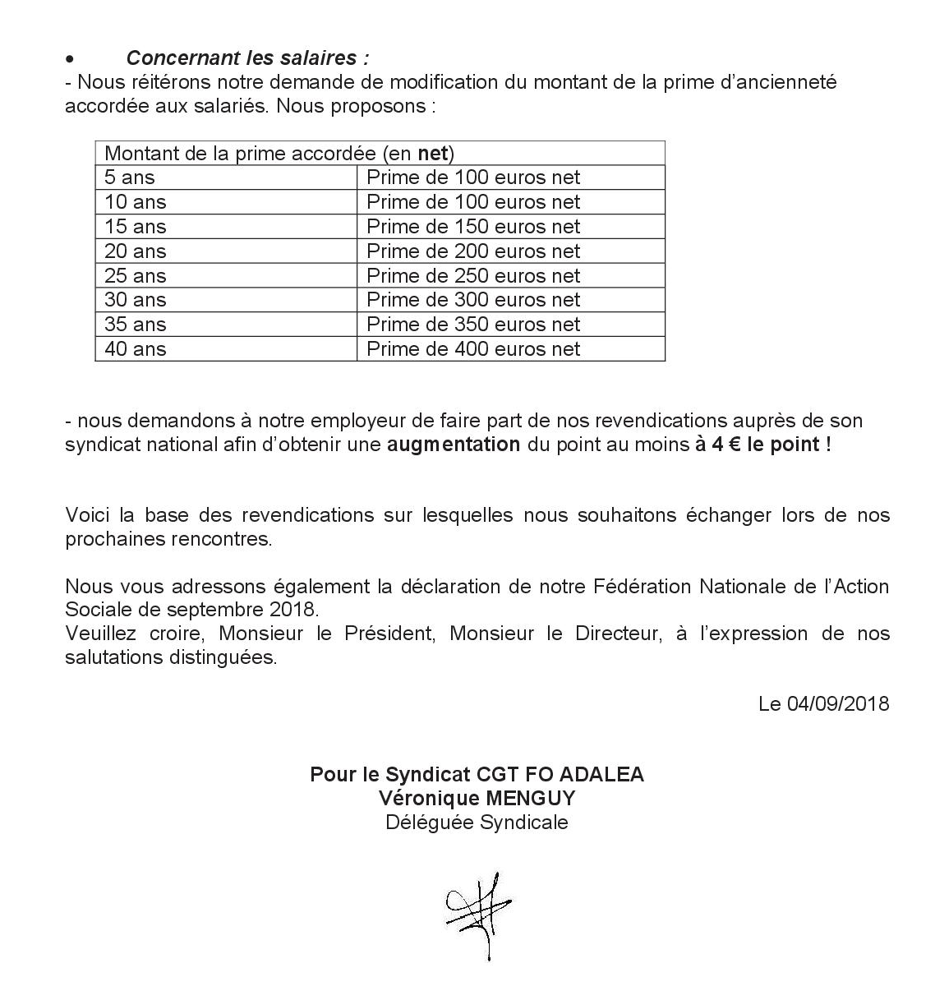 • Concernant les salaires :
- Nous réitérons notre demande de modification du montant de la prime d’ancienneté
accordée aux salariés. Nous proposons :
Montant de la prime accordée (en net)
5 ans Prime de 100 euros net
10 ans Prime de 100 euros net
15 ans Prime de 150 euros net
20 ans Prime de 200 euros net
25 ans Prime de 250 euros net
30 ans Prime de 300 euros net
35 ans Prime de 350 euros net
40 ans Prime de 400 euros net
- nous demandons à notre employeur de faire part de nos revendications auprès de son
syndicat national afin d’obtenir une augmentation du point au moins à 4 € le point !
Voici la base des revendications sur lesquelles nous souhaitons échanger lors de nos
prochaines rencontres.
Nous vous adressons également la déclaration de notre Fédération Nationale de l’Action
Sociale de septembre 2018.
Veuillez croire, Monsieur le Président, Monsieur le Directeur, à l’expression de nos
salutations distinguées.
Le 04/09/2018
Pour le Syndicat CGT FO ADALEA
Véronique MENGUY
Déléguée Syndicale